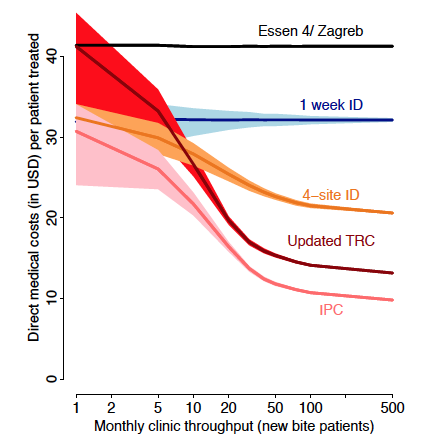 Direct medical costs (in USD) per patient treated
40
30
20
10
0
Essen 4/ Zagreb
1 week ID
4−site ID
Updated TRC
IPC
1 2 5 10 20 50 100 500
Monthly clinic throughput (new bite patients)